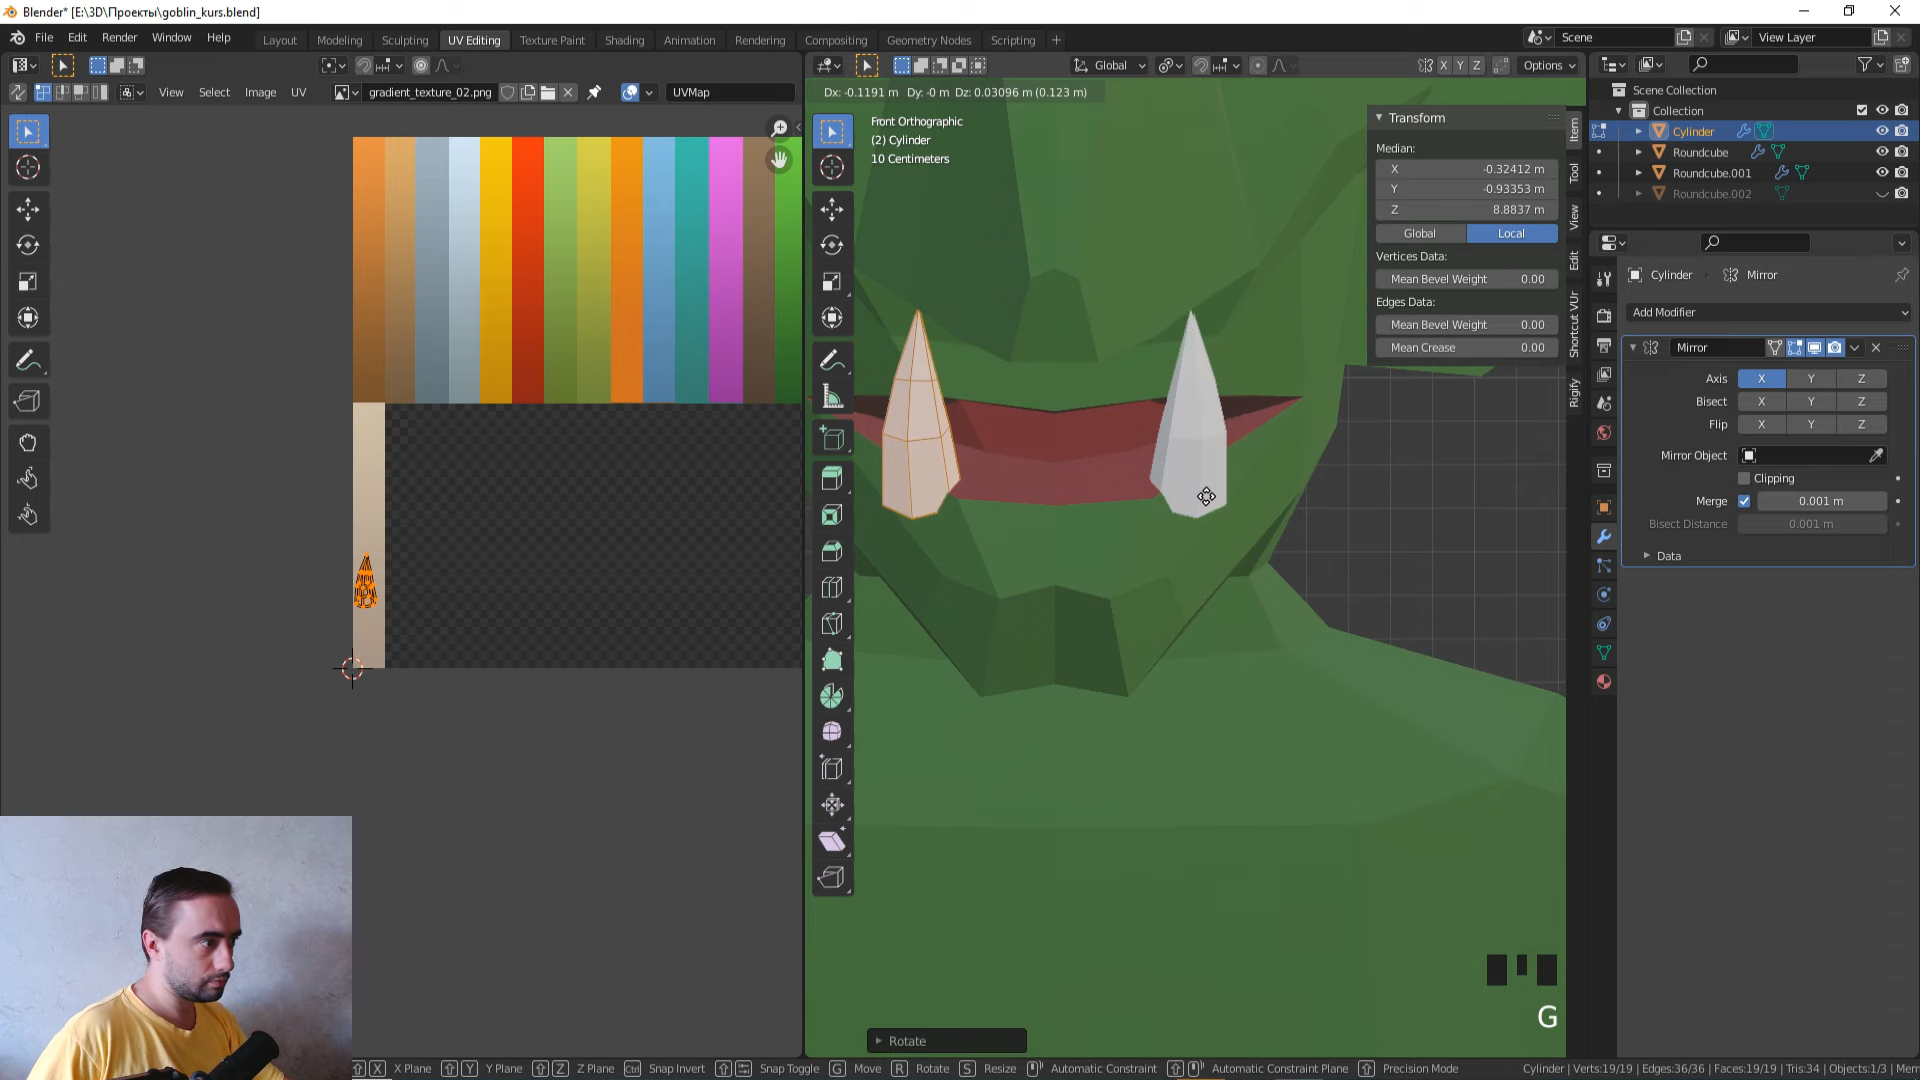 Blender* [E:\3D\Проекты\goblin_kurs.blend]
File Edit Render Window Help
Layout Modeling Sculpting UV Editing Texture Paint Shading Animation Rendering Compositing Geometry Nodes Scripting +
Scene
View Layer
Global
X Y Z
Options
View Select Image UV
gradient_texture_02.png
UVMap
Dx: -0.1191 m Dy: -0 m Dz: 0.03096 m (0.123 m)
Front Orthographic
(2) Cylinder
10 Centimeters
Transform
Median:
X -0.32412 m
Y -0.93353 m
Z 8.8837 m
Global Local
Vertices Data:
Mean Bevel Weight 0.00
Edges Data:
Mean Bevel Weight 0.00
Mean Crease 0.00
Item
Tool
View
Edit
Shortcut VUr
Rigify
Scene Collection
Collection
Cylinder
Roundcube
Roundcube.001
Roundcube.002
Cylinder Mirror
Add Modifier
Mirror
Axis X Y Z
Bisect X Y Z
Flip X Y Z
Mirror Object
Clipping
Merge 0.001 m
Bisect Distance 0.001 m
Data
G
Rotate
X X Plane Y Y Plane Z Z Plane Ctrl Snap Invert Snap Toggle G Move R Rotate S Resize Automatic Constraint Automatic Constraint Plane Precision Mode
Cylinder | Verts:19/19 | Edges:36/36 | Faces:19/19 | Tris:34 | Objects:1/3 | Mem